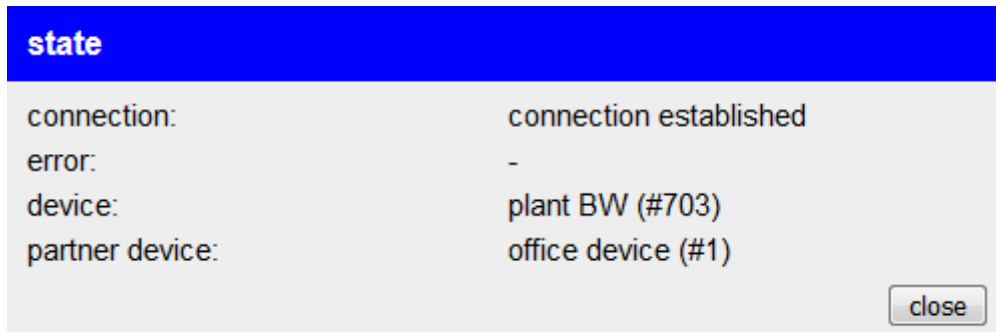 state
connection: connection established
error: -
device: plant BW (#703)
partner device: office device (#1)
close